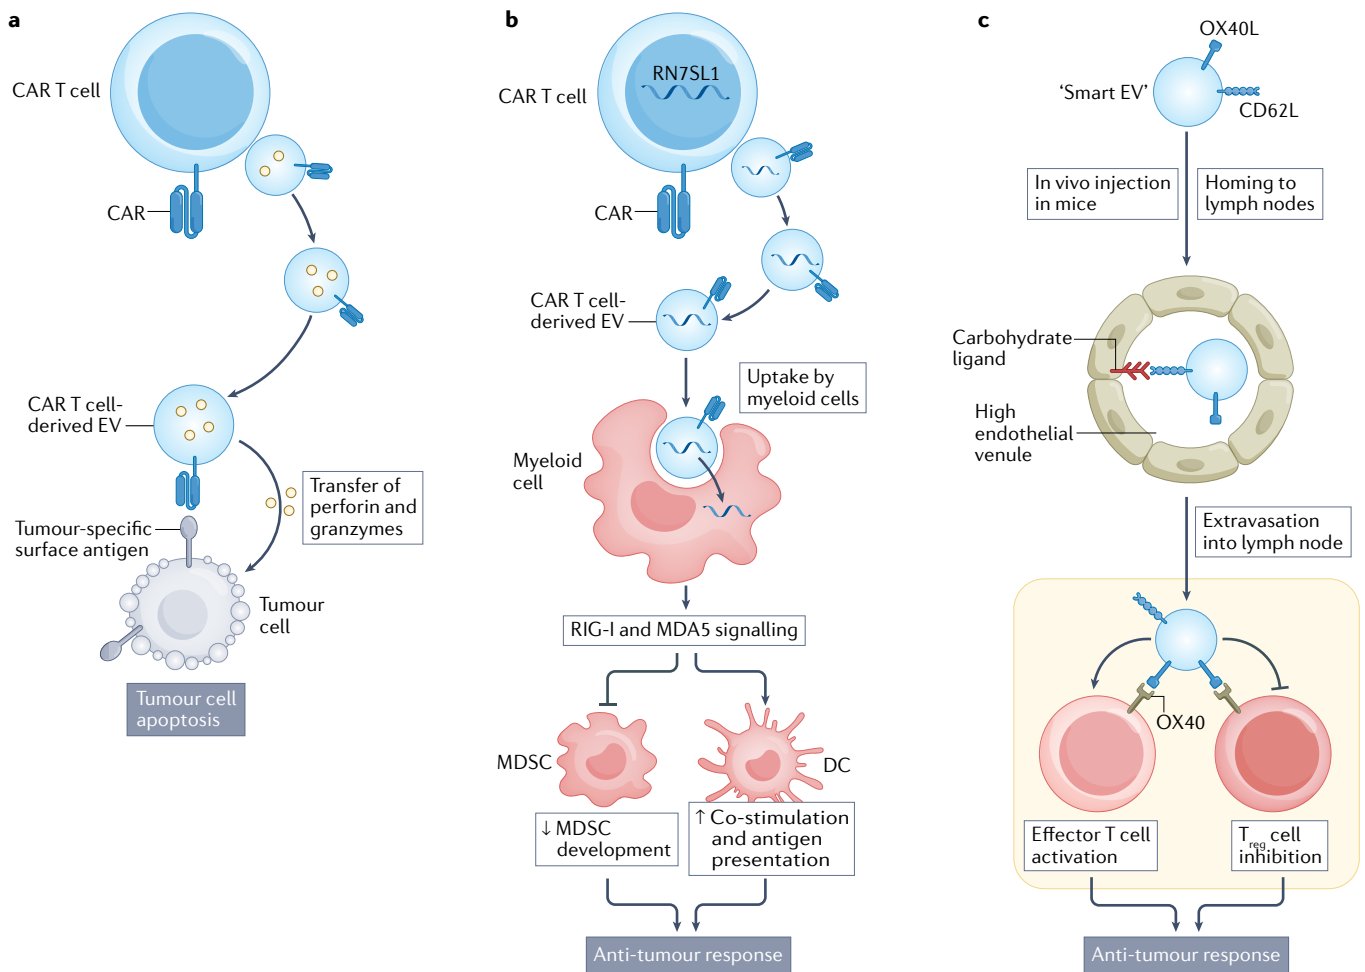 a
CAR T cell
CAR
CAR T cell-
derived EV
Transfer of
perforin and
granzymes
Tumour-specific
surface antigen
Tumour
cell
Tumour cell
apoptosis
b
RN7SL1
CAR T cell
CAR
CAR T cell-
derived EV
Uptake by
myeloid cells
Myeloid
cell
RIG-I and MDA5 signalling
MDSC
DC
↓ MDSC
development
↑ Co-stimulation
and antigen
presentation
Anti-tumour response
c
OX40L
‘Smart EV’
CD62L
In vivo injection
in mice
Homing to
lymph nodes
Carbohydrate
ligand
High
endothelial
venule
Extravasation
into lymph node
OX40
Effector T cell
activation
Treg cell
inhibition
Anti-tumour response